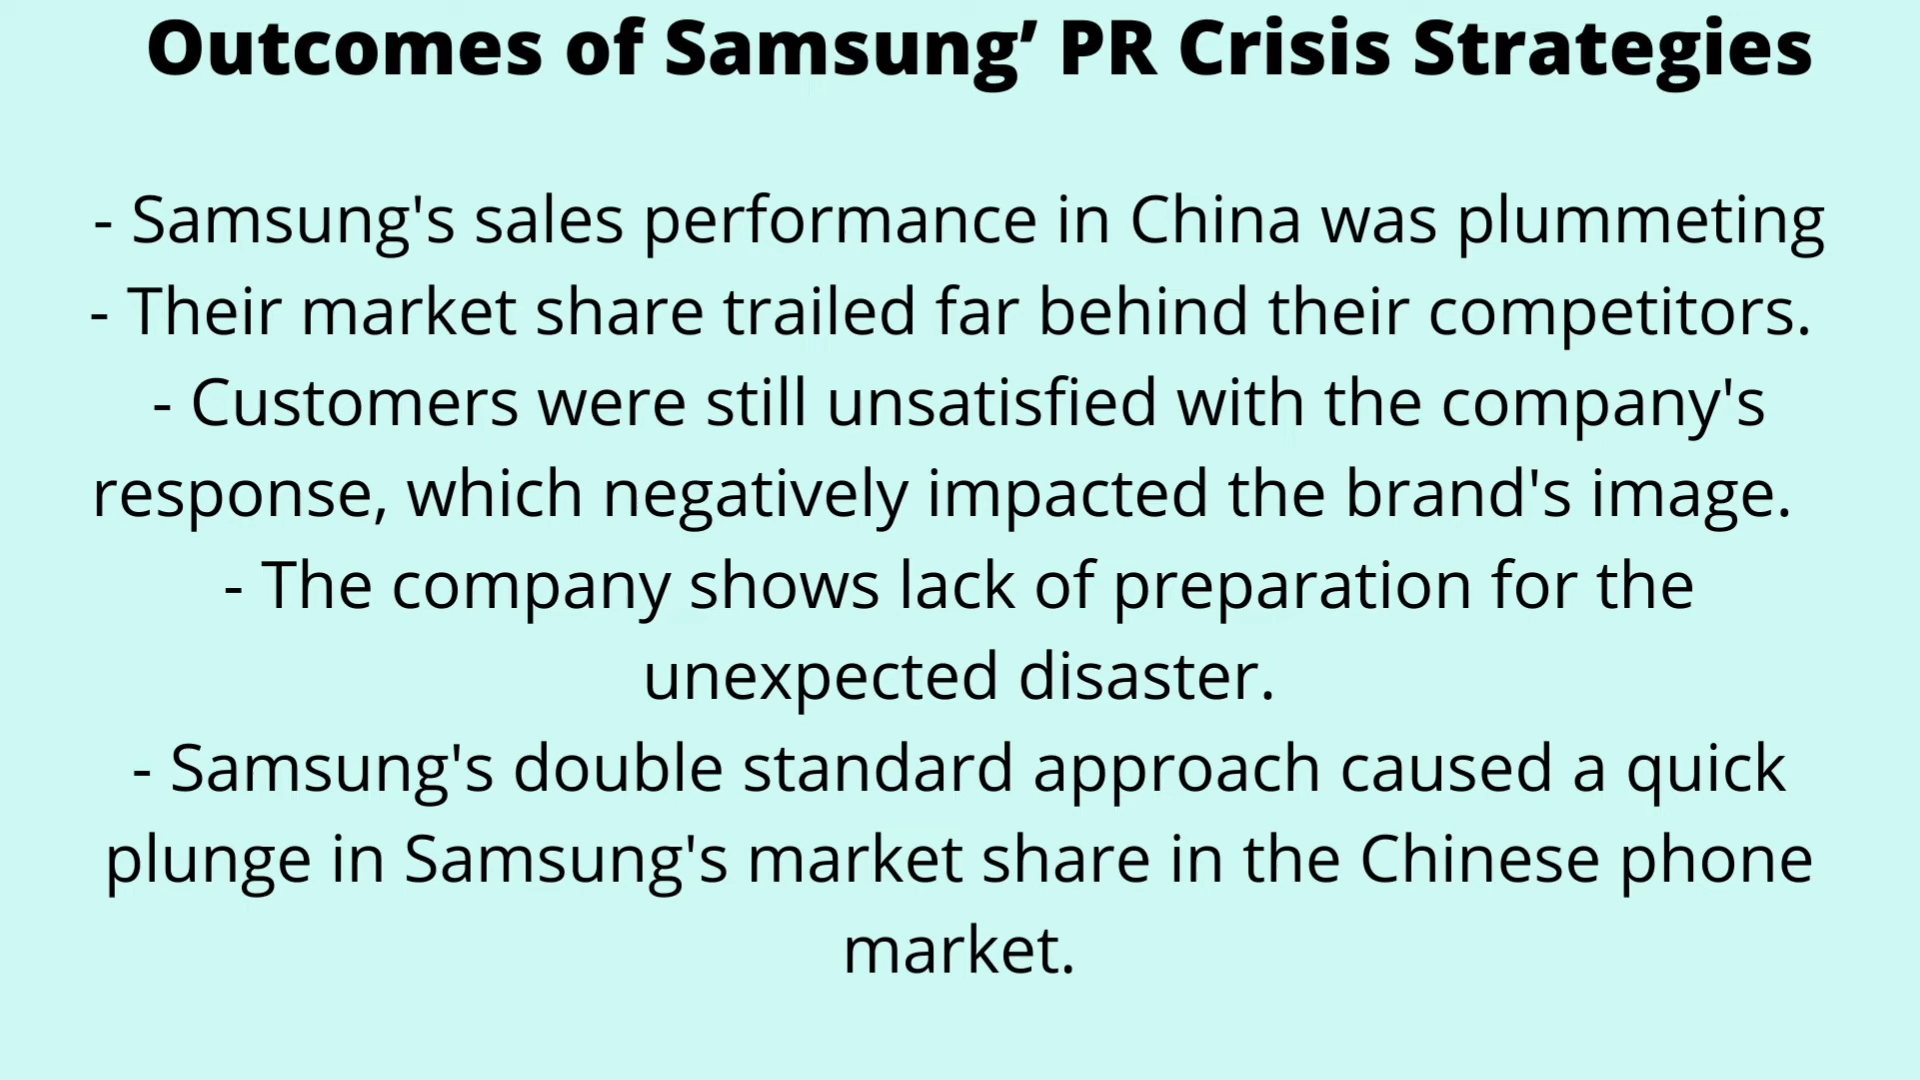 Outcomes of Samsung’ PR Crisis Strategies
- Samsung's sales performance in China was plummeting
- Their market share trailed far behind their competitors.
- Customers were still unsatisfied with the company's
response, which negatively impacted the brand's image.
- The company shows lack of preparation for the
unexpected disaster.
- Samsung's double standard approach caused a quick
plunge in Samsung's market share in the Chinese phone
market.